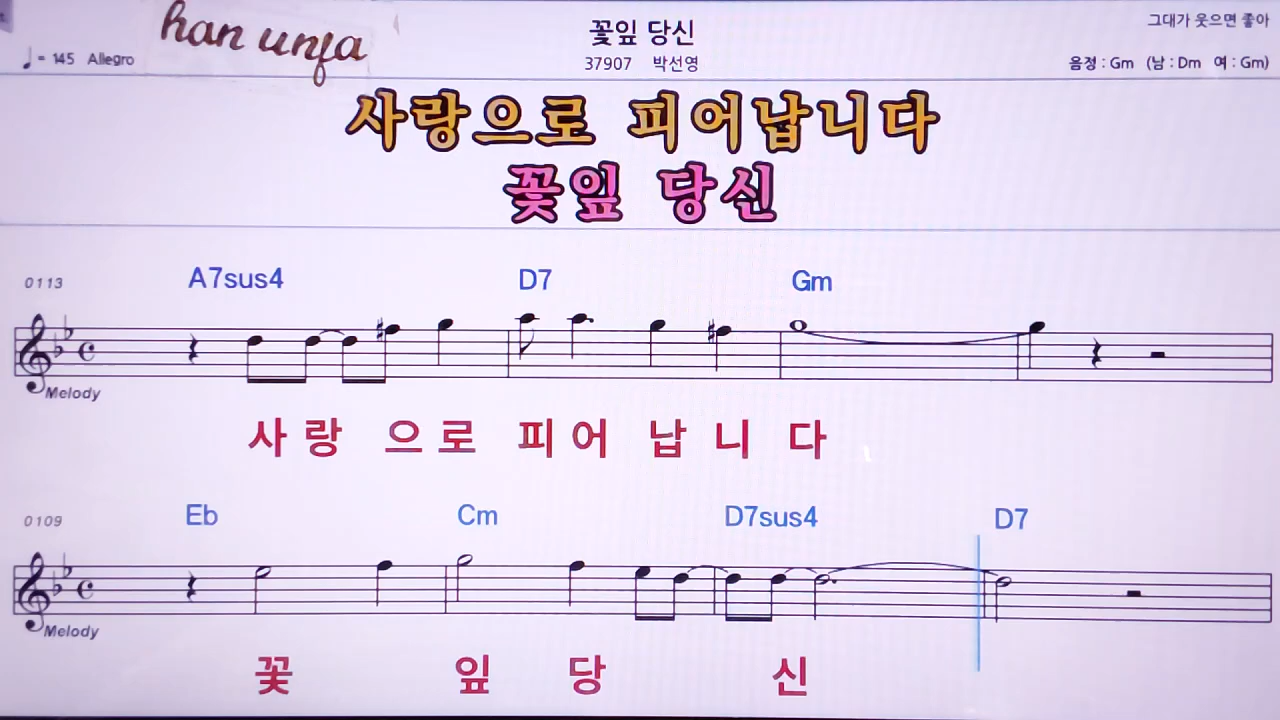 han unfa
꽃잎 당신
그대가 웃으면 좋아
♩ = 145 Allegro
37907 박선영
음정 : Gm (남 : Dm 여 : Gm)
사랑으로 피어납니다
꽃잎 당신
0113 A7sus4 D7 Gm
Melody
사 랑 으 로 피 어 납 니 다
0109 Eb Cm D7sus4 D7
Melody
꽃 잎 당 신